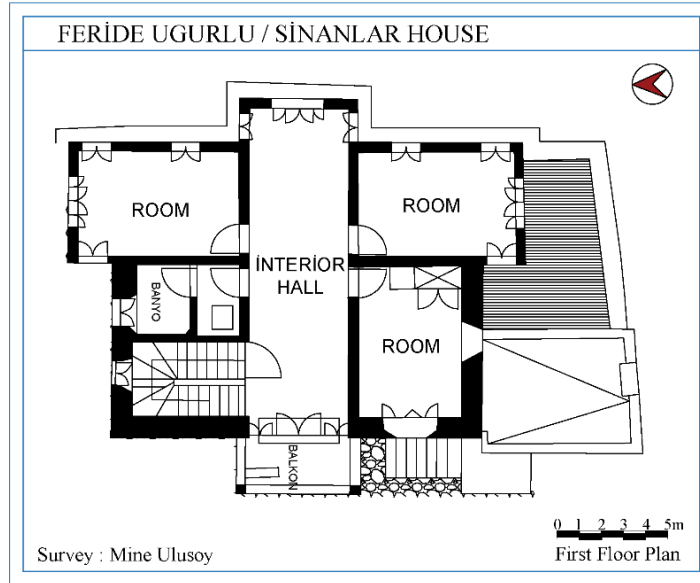 FERİDE UGURLU / SİNANLAR HOUSE
ROOM
ROOM
İNTERİOR
HALL
BANYO
ROOM
BALKON
0 1 2 3 4 5m
Survey : Mine Ulusoy
First Floor Plan